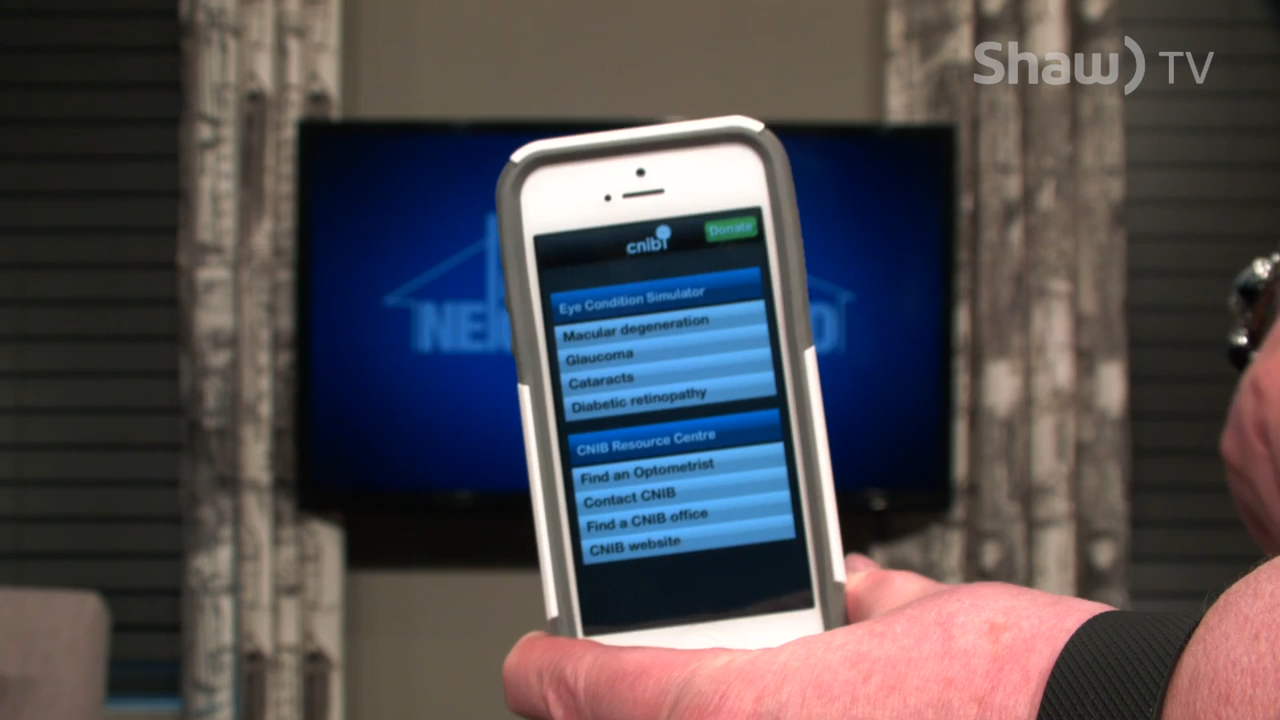 Shaw) TV
cnib
Donate
Eye Condition Simulator
Macular degeneration
Glaucoma
Cataracts
Diabetic retinopathy
CNIB Resource Centre
Find an Optometrist
Contact CNIB
Find a CNIB office
CNIB website